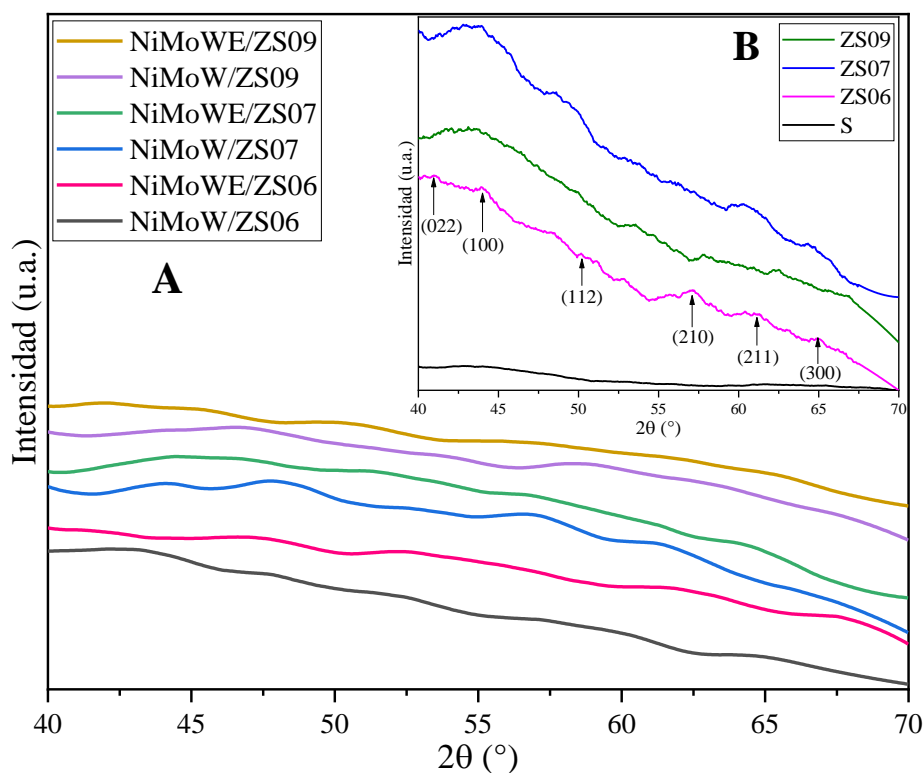 NiMoWE/ZS09
NiMoW/ZS09
NiMoWE/ZS07
NiMoW/ZS07
NiMoWE/ZS06
NiMoW/ZS06
A
Intensidad (u.a.)
40 45 50 55 60 65 70
2θ (°)
B
ZS09
ZS07
ZS06
S
Intensidad (u.a.)
(022)
(100)
(112)
(210)
(211)
(300)
40 45 50 55 60 65 70
2θ (°)